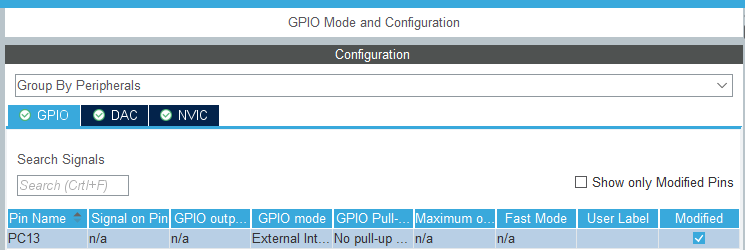 GPIO Mode and Configuration
Configuration
Group By Peripherals
GPIO DAC NVIC
Search Signals
Search (Crtl+F)
Show only Modified Pins
Pin Name Signal on Pin GPIO outp... GPIO mode GPIO Pull-... Maximum o... Fast Mode User Label Modified
PC13 n/a n/a External Int... No pull-up ... n/a n/a